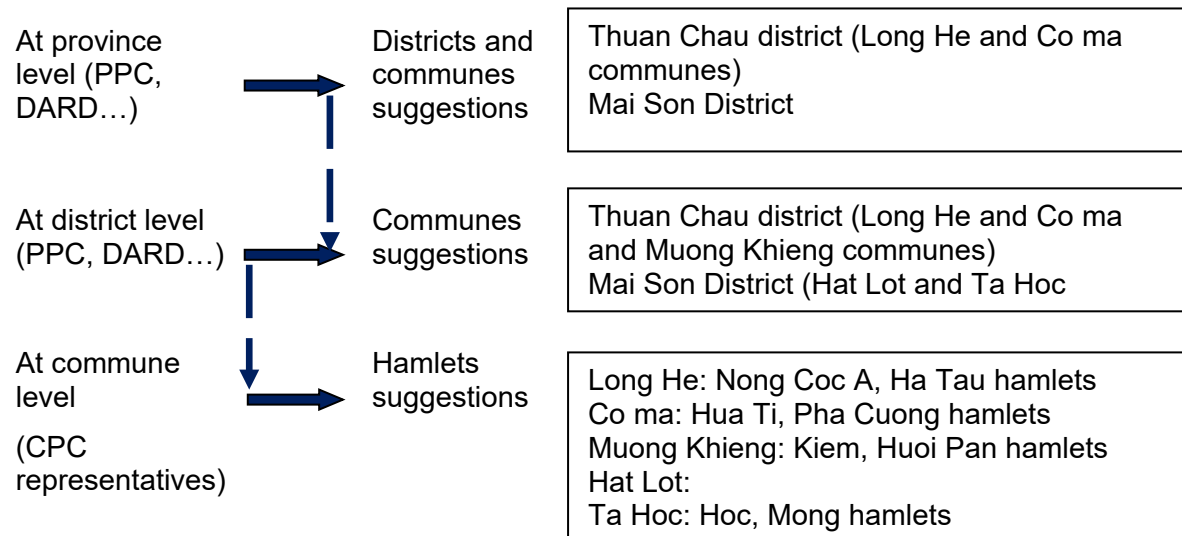 At province
level (PPC,
DARD…)
Districts and
communes
suggestions
Thuan Chau district (Long He and Co ma
communes)
Mai Son District
At district level
(PPC, DARD…)
Communes
suggestions
Thuan Chau district (Long He and Co ma
and Muong Khieng communes)
Mai Son District (Hat Lot and Ta Hoc
At commune
level
(CPC
representatives)
Hamlets
suggestions
Long He: Nong Coc A, Ha Tau hamlets
Co ma: Hua Ti, Pha Cuong hamlets
Muong Khieng: Kiem, Huoi Pan hamlets
Hat Lot:
Ta Hoc: Hoc, Mong hamlets